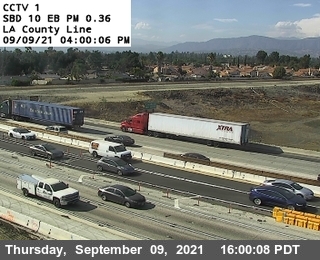 CCTV 1
SBD 10 EB PM 0.36
LA County Line
09/09/21 04:00:06 PM
XTRA
Thursday, September 09, 2021 16:00:08 PDT